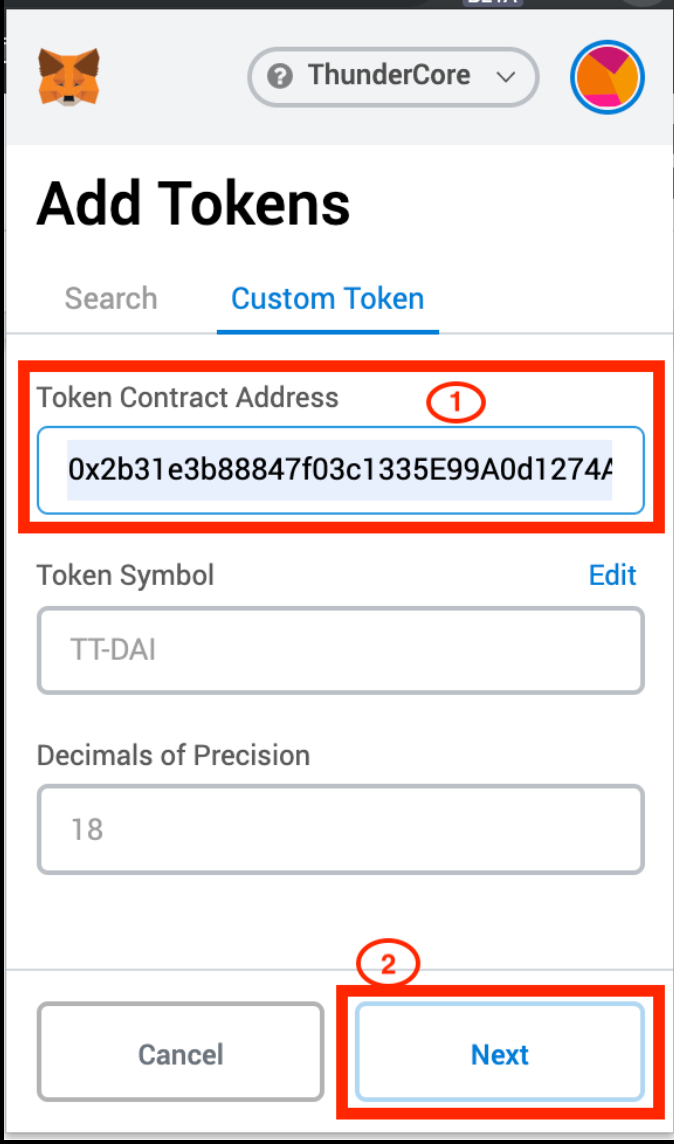 BETA
ThunderCore
Add Tokens
Search Custom Token
Token Contract Address 1
0x2b31e3b88847f03c1335E99A0d1274A
Token Symbol Edit
TT-DAI
Decimals of Precision
18
2
Cancel Next